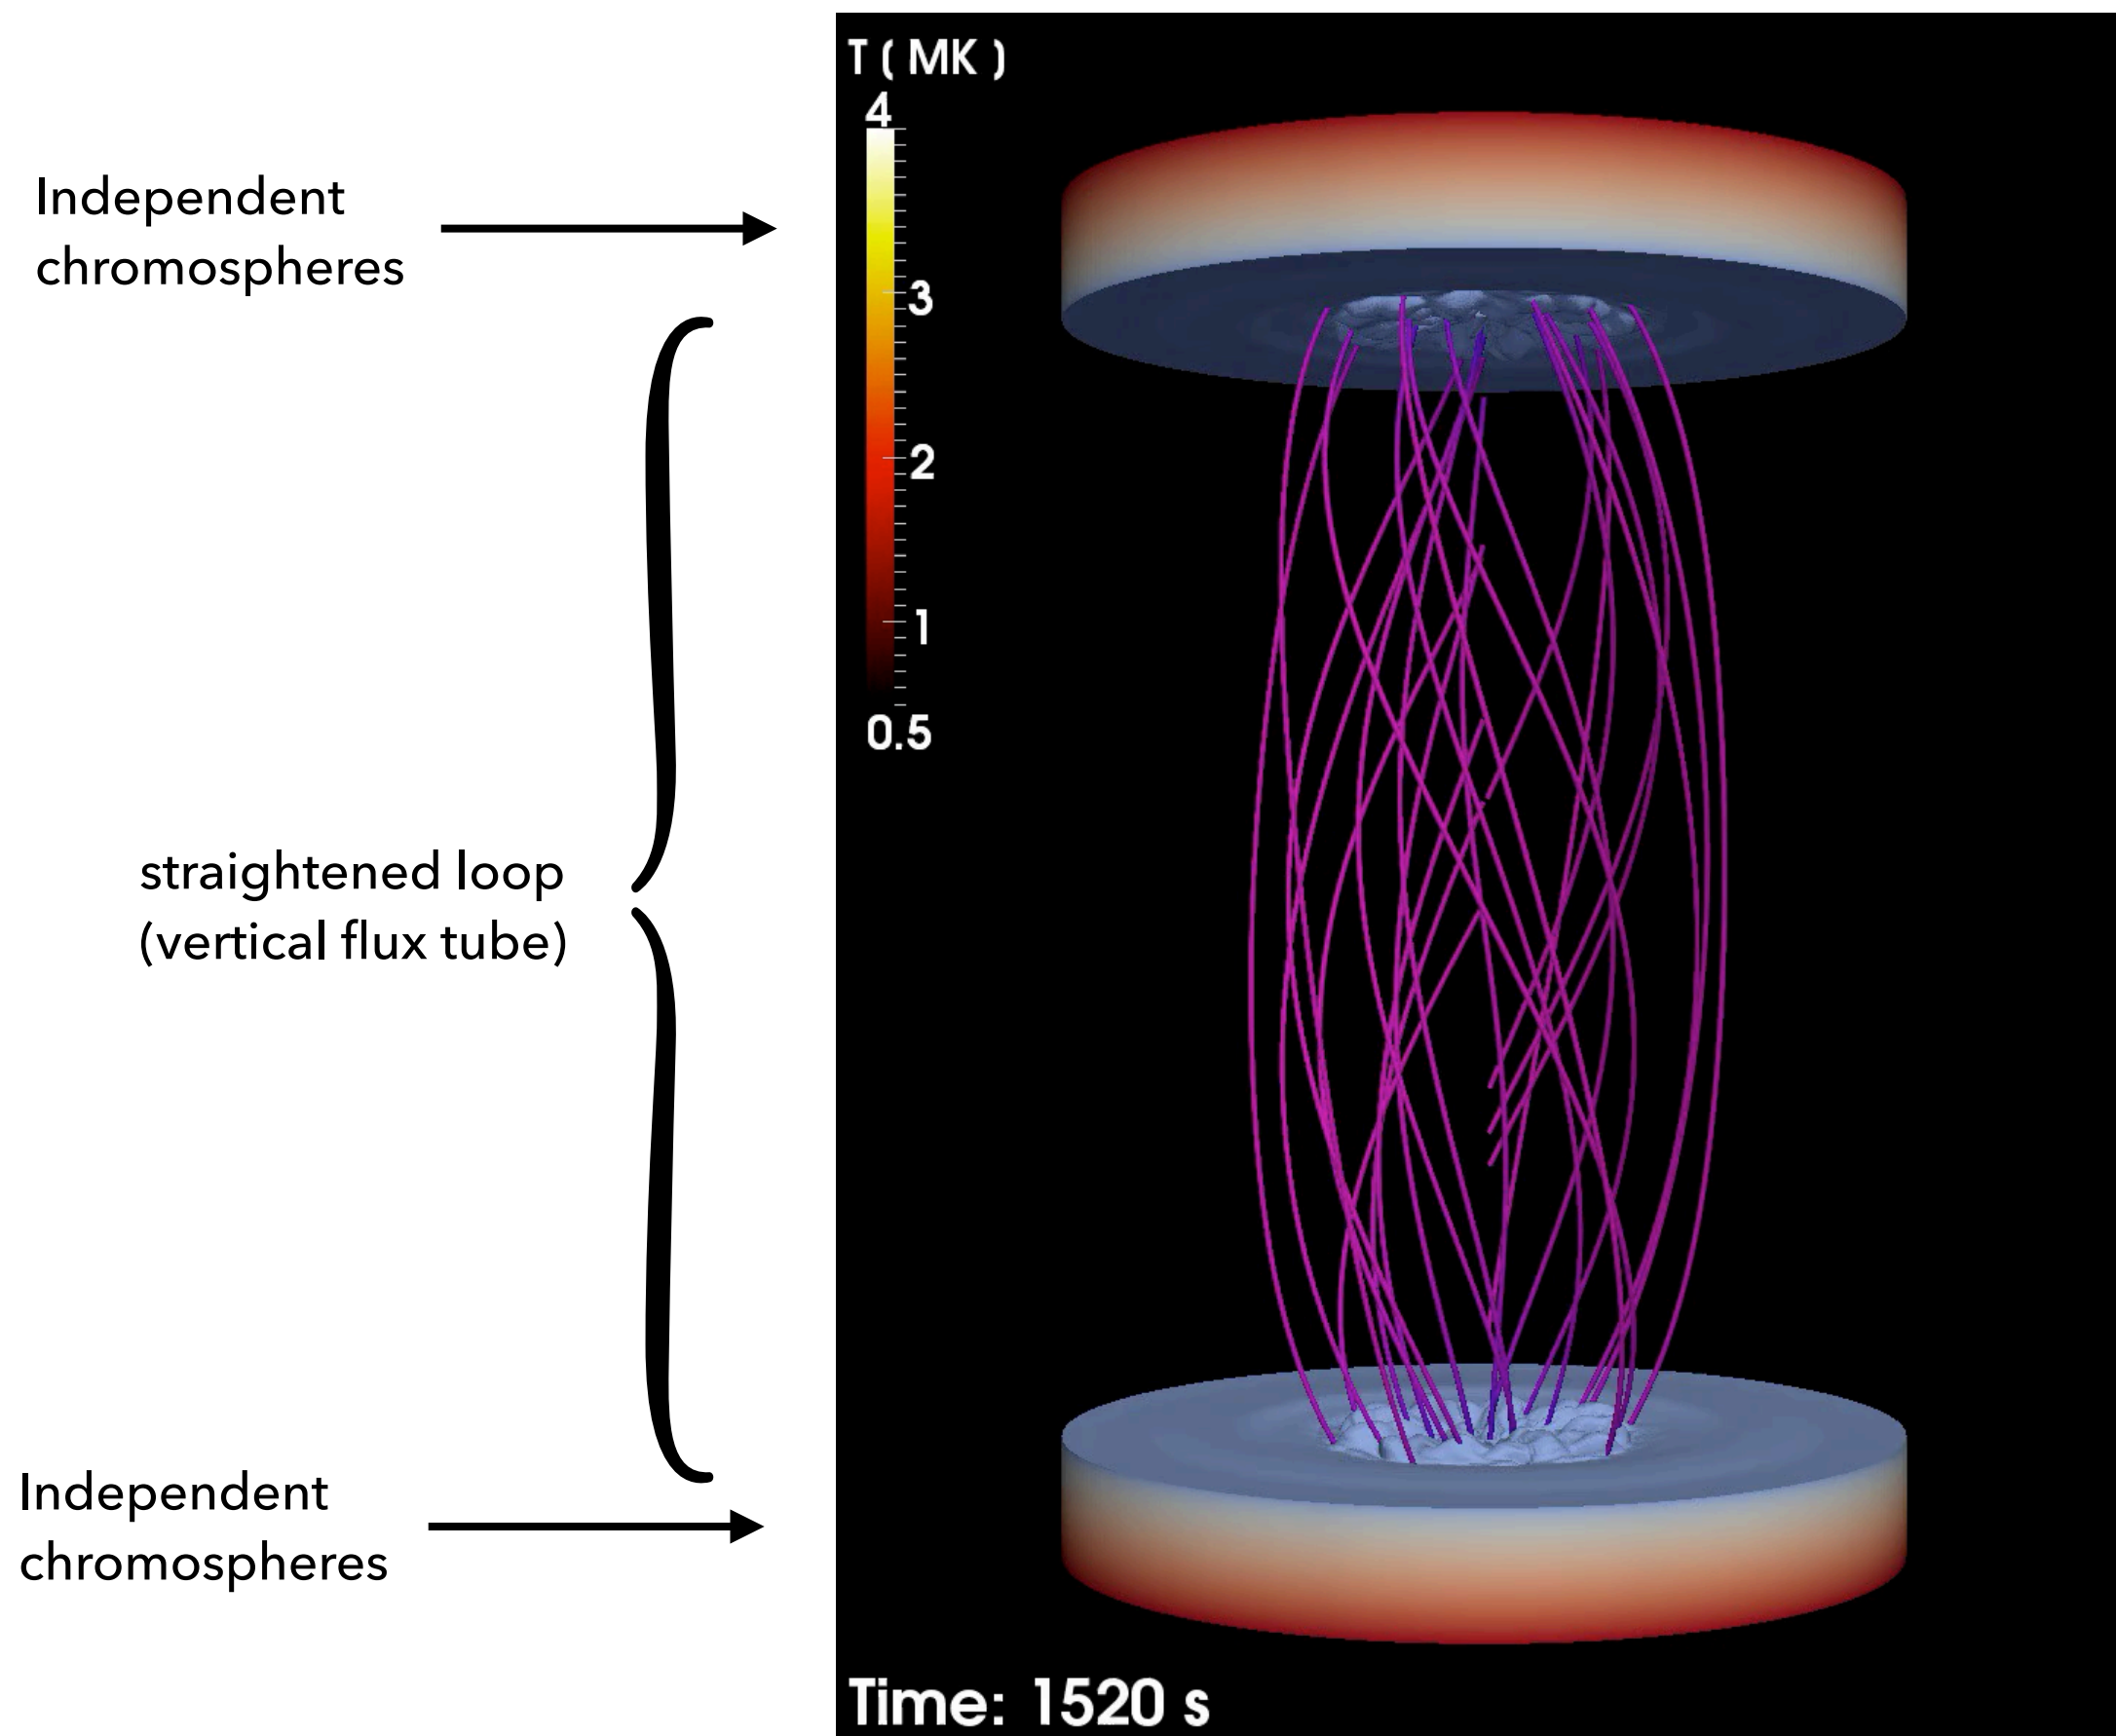 T ( MK )
4
3
2
1
0.5
Independent
chromospheres
straightened loop
(vertical flux tube)
Independent
chromospheres
Time: 1520 s